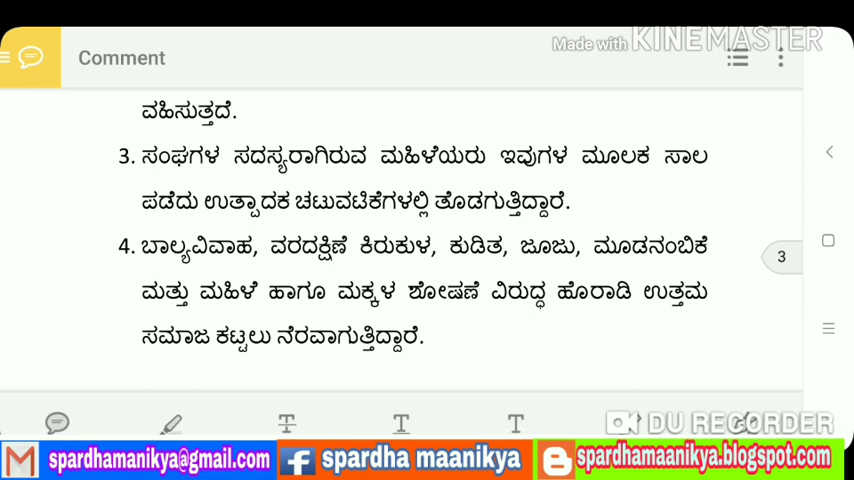 Made with KINEMASTER
Comment
ವಹಿಸುತ್ತದೆ.
3. ಸಂಘಗಳ ಸದಸ್ಯರಾಗಿರುವ ಮಹಿಳೆಯರು ಇವುಗಳ ಮೂಲಕ ಸಾಲ
ಪಡೆದು ಉತ್ಪಾದಕ ಚಟುವಟಿಕೆಗಳಲ್ಲಿ ತೊಡಗುತ್ತಿದ್ದಾರೆ.
4. ಬಾಲ್ಯವಿವಾಹ, ವರದಕ್ಷಿಣೆ ಕಿರುಕುಳ, ಕುಡಿತ, ಜೂಜು, ಮೂಡನಂಬಿಕೆ
3
ಮತ್ತು ಮಹಿಳೆ ಹಾಗೂ ಮಕ್ಕಳ ಶೋಷಣೆ ವಿರುದ್ಧ ಹೊರಾಡಿ ಉತ್ತಮ
ಸಮಾಜ ಕಟ್ಟಲು ನೆರವಾಗುತ್ತಿದ್ದಾರೆ.
DU RECORDER
spardhamanikya@gmail.com spardha maanikya spardhamaanikya.blogspot.com